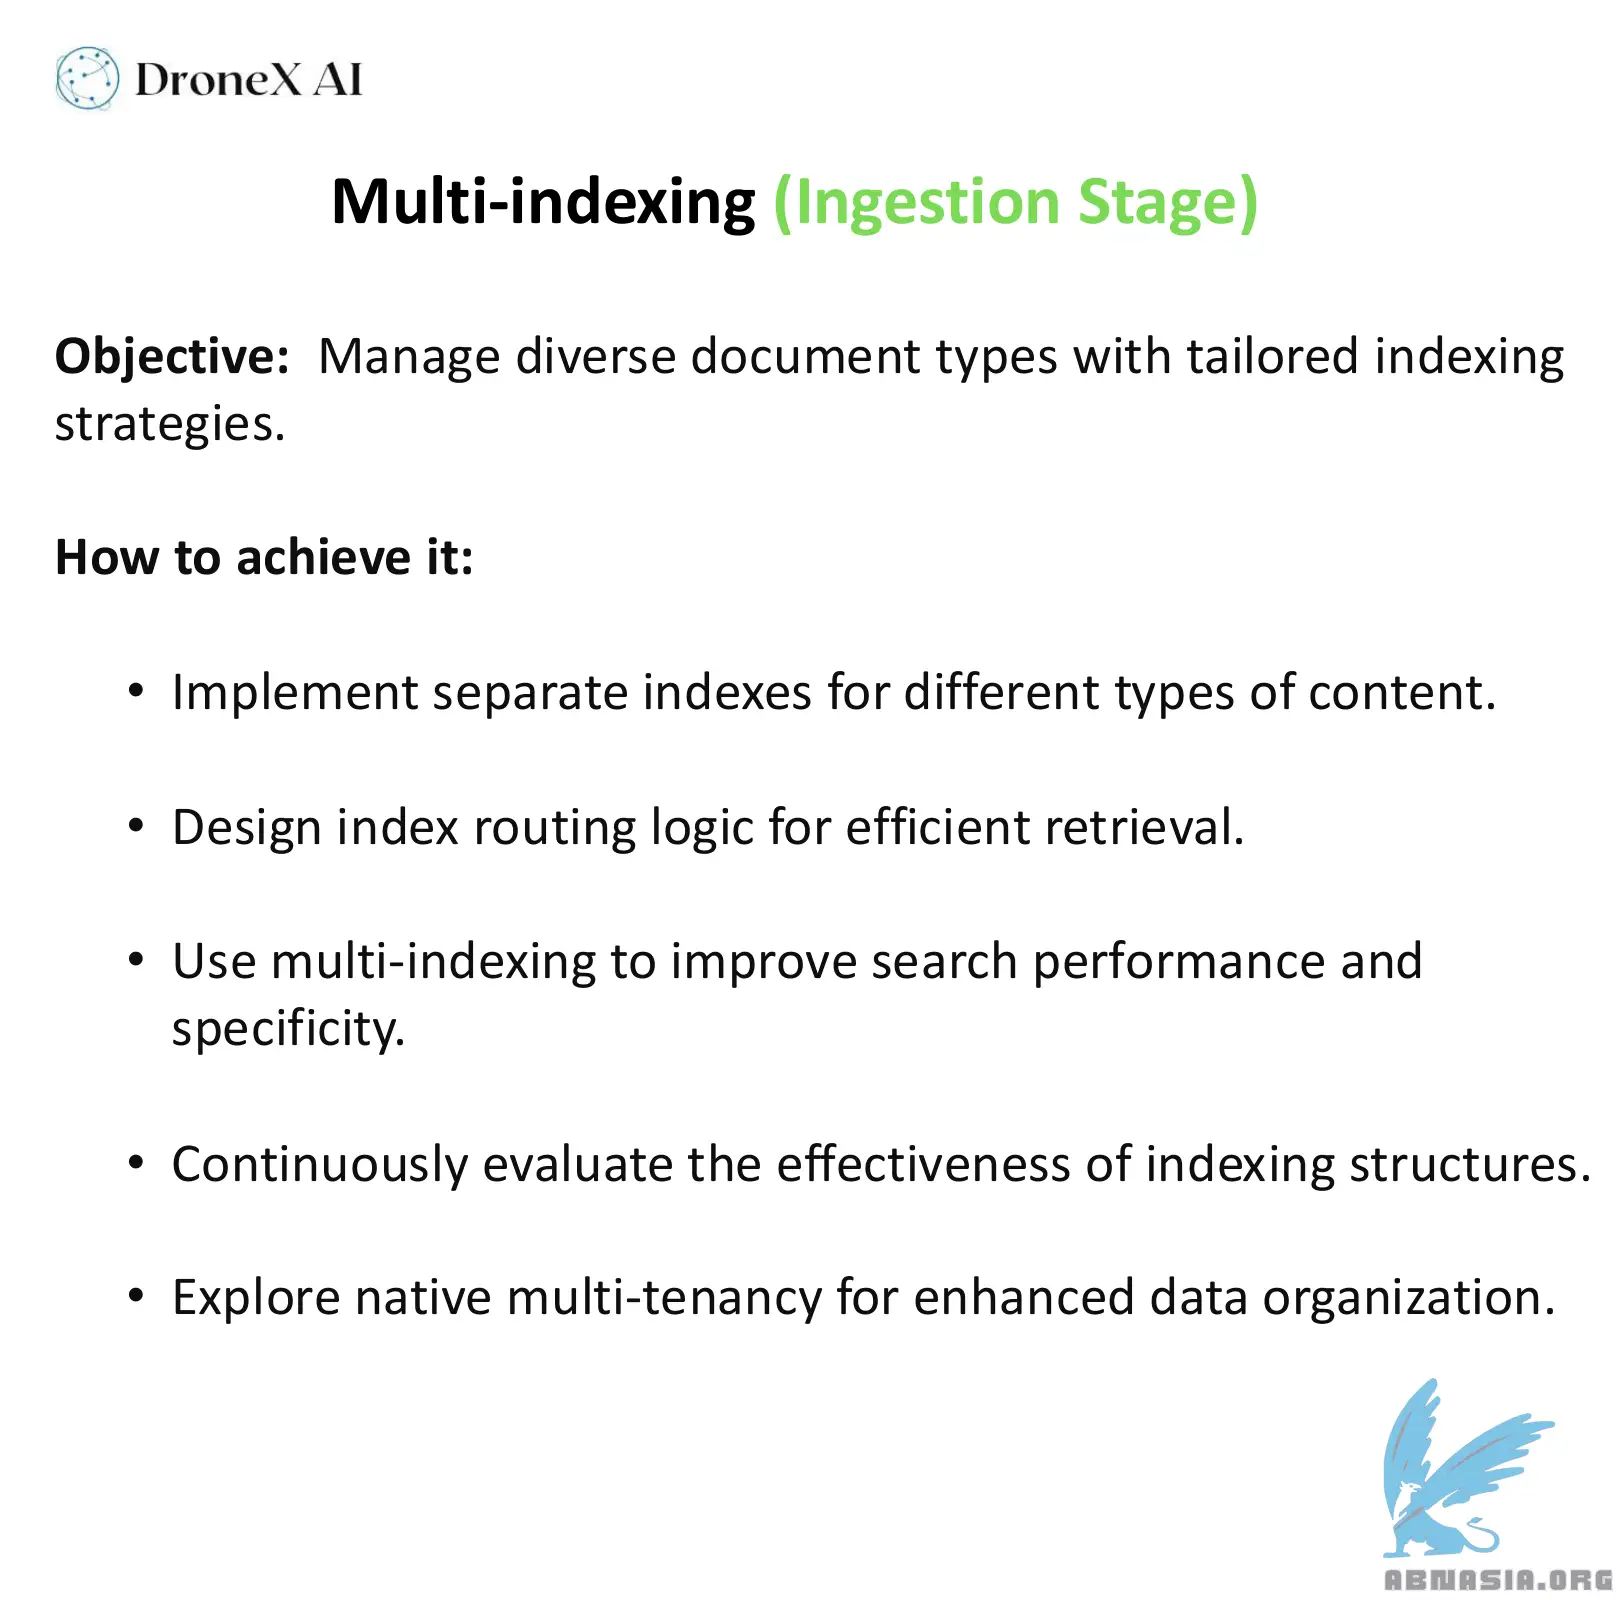 DroneX AI
Multi-indexing (Ingestion Stage)
Objective: Manage diverse document types with tailored indexing
strategies.
How to achieve it:
• Implement separate indexes for different types of content.
• Design index routing logic for efficient retrieval.
• Use multi-indexing to improve search performance and
specificity.
• Continuously evaluate the effectiveness of indexing structures.
• Explore native multi-tenancy for enhanced data organization.
ABNASIA.ORG